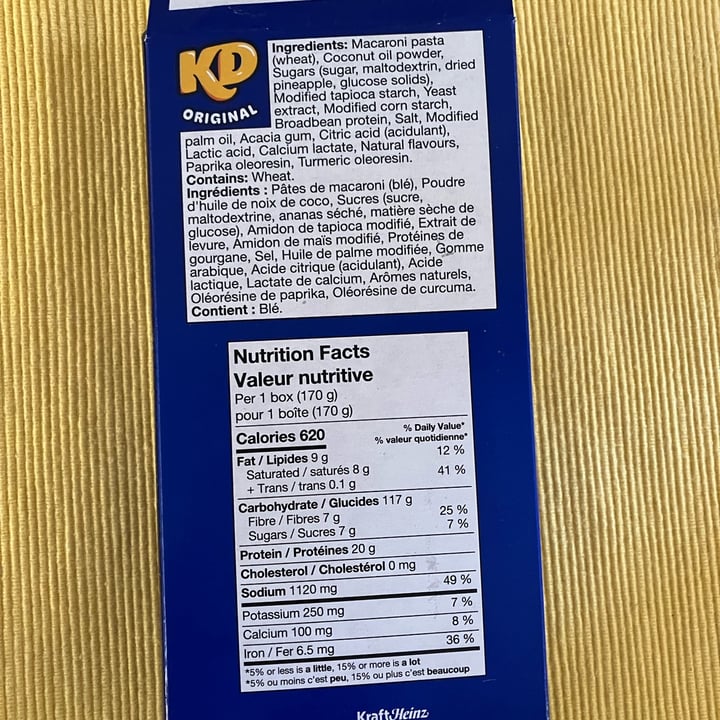 KD
ORIGINAL
Ingredients: Macaroni pasta
(wheat), Coconut oil powder,
Sugars (sugar, maltodextrin, dried
pineapple, glucose solids),
Modified tapioca starch, Yeast
extract, Modified corn starch,
Broadbean protein, Salt, Modified
palm oil, Acacia gum, Citric acid (acidulant),
Lactic acid, Calcium lactate, Natural flavours,
Paprika oleoresin, Turmeric oleoresin.
Contains: Wheat.
Ingrédients : Pâtes de macaroni (blé), Poudre
d'huile de noix de coco, Sucres (sucre,
maltodextrine, ananas séché, matière sèche de
glucose), Amidon de tapioca modifié, Extrait de
levure, Amidon de maïs modifié, Protéines de
gourgane, Sel, Huile de palme modifiée, Gomme
arabique, Acide citrique (acidulant), Acide
lactique, Lactate de calcium, Arômes naturels,
Oléorésine de paprika, Oléorésine de curcuma.
Contient : Blé.
Nutrition Facts
Valeur nutritive
Per 1 box (170 g)
pour 1 boîte (170 g)
Calories 620
% Daily Value*
% valeur quotidienne*
Fat / Lipides 9 g 12 %
Saturated / saturés 8 g 41 %
+ Trans / trans 0.1 g
Carbohydrate / Glucides 117 g
Fibre / Fibres 7 g 25 %
Sugars / Sucres 7 g 7 %
Protein / Protéines 20 g
Cholesterol / Cholestérol 0 mg
Sodium 1120 mg 49 %
Potassium 250 mg 7 %
Calcium 100 mg 8 %
Iron / Fer 6.5 mg 36 %
*5% or less is a little, 15% or more is a lot
*5% ou moins c'est peu, 15% ou plus c'est beaucoup
KraftHeinz